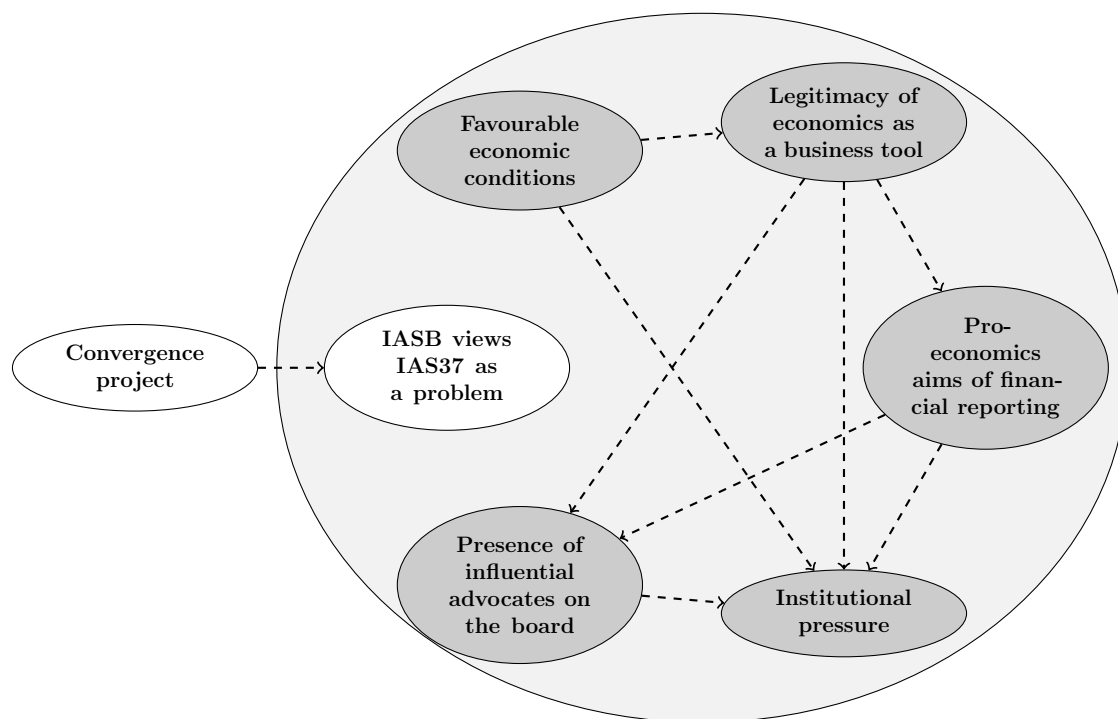 Favourable
economic
conditions
Legitimacy of
economics as
a business tool
Convergence
project
IASB views
IAS37 as
a problem
Pro-
economics
aims of finan-
cial reporting
Presence of
influential
advocates on
the board
Institutional
pressure